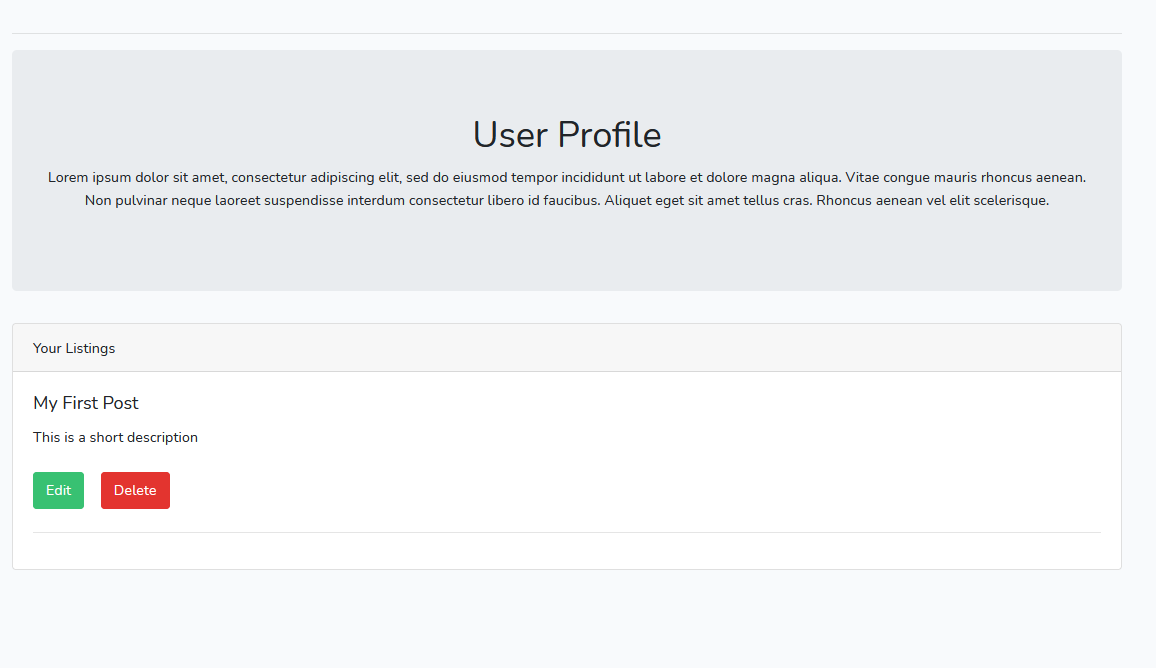 User Profile
Lorem ipsum dolor sit amet, consectetur adipiscing elit, sed do eiusmod tempor incididunt ut labore et dolore magna aliqua. Vitae congue mauris rhoncus aenean.
Non pulvinar neque laoreet suspendisse interdum consectetur libero id faucibus. Aliquet eget sit amet tellus cras. Rhoncus aenean vel elit scelerisque.
Your Listings
My First Post
This is a short description
Edit Delete